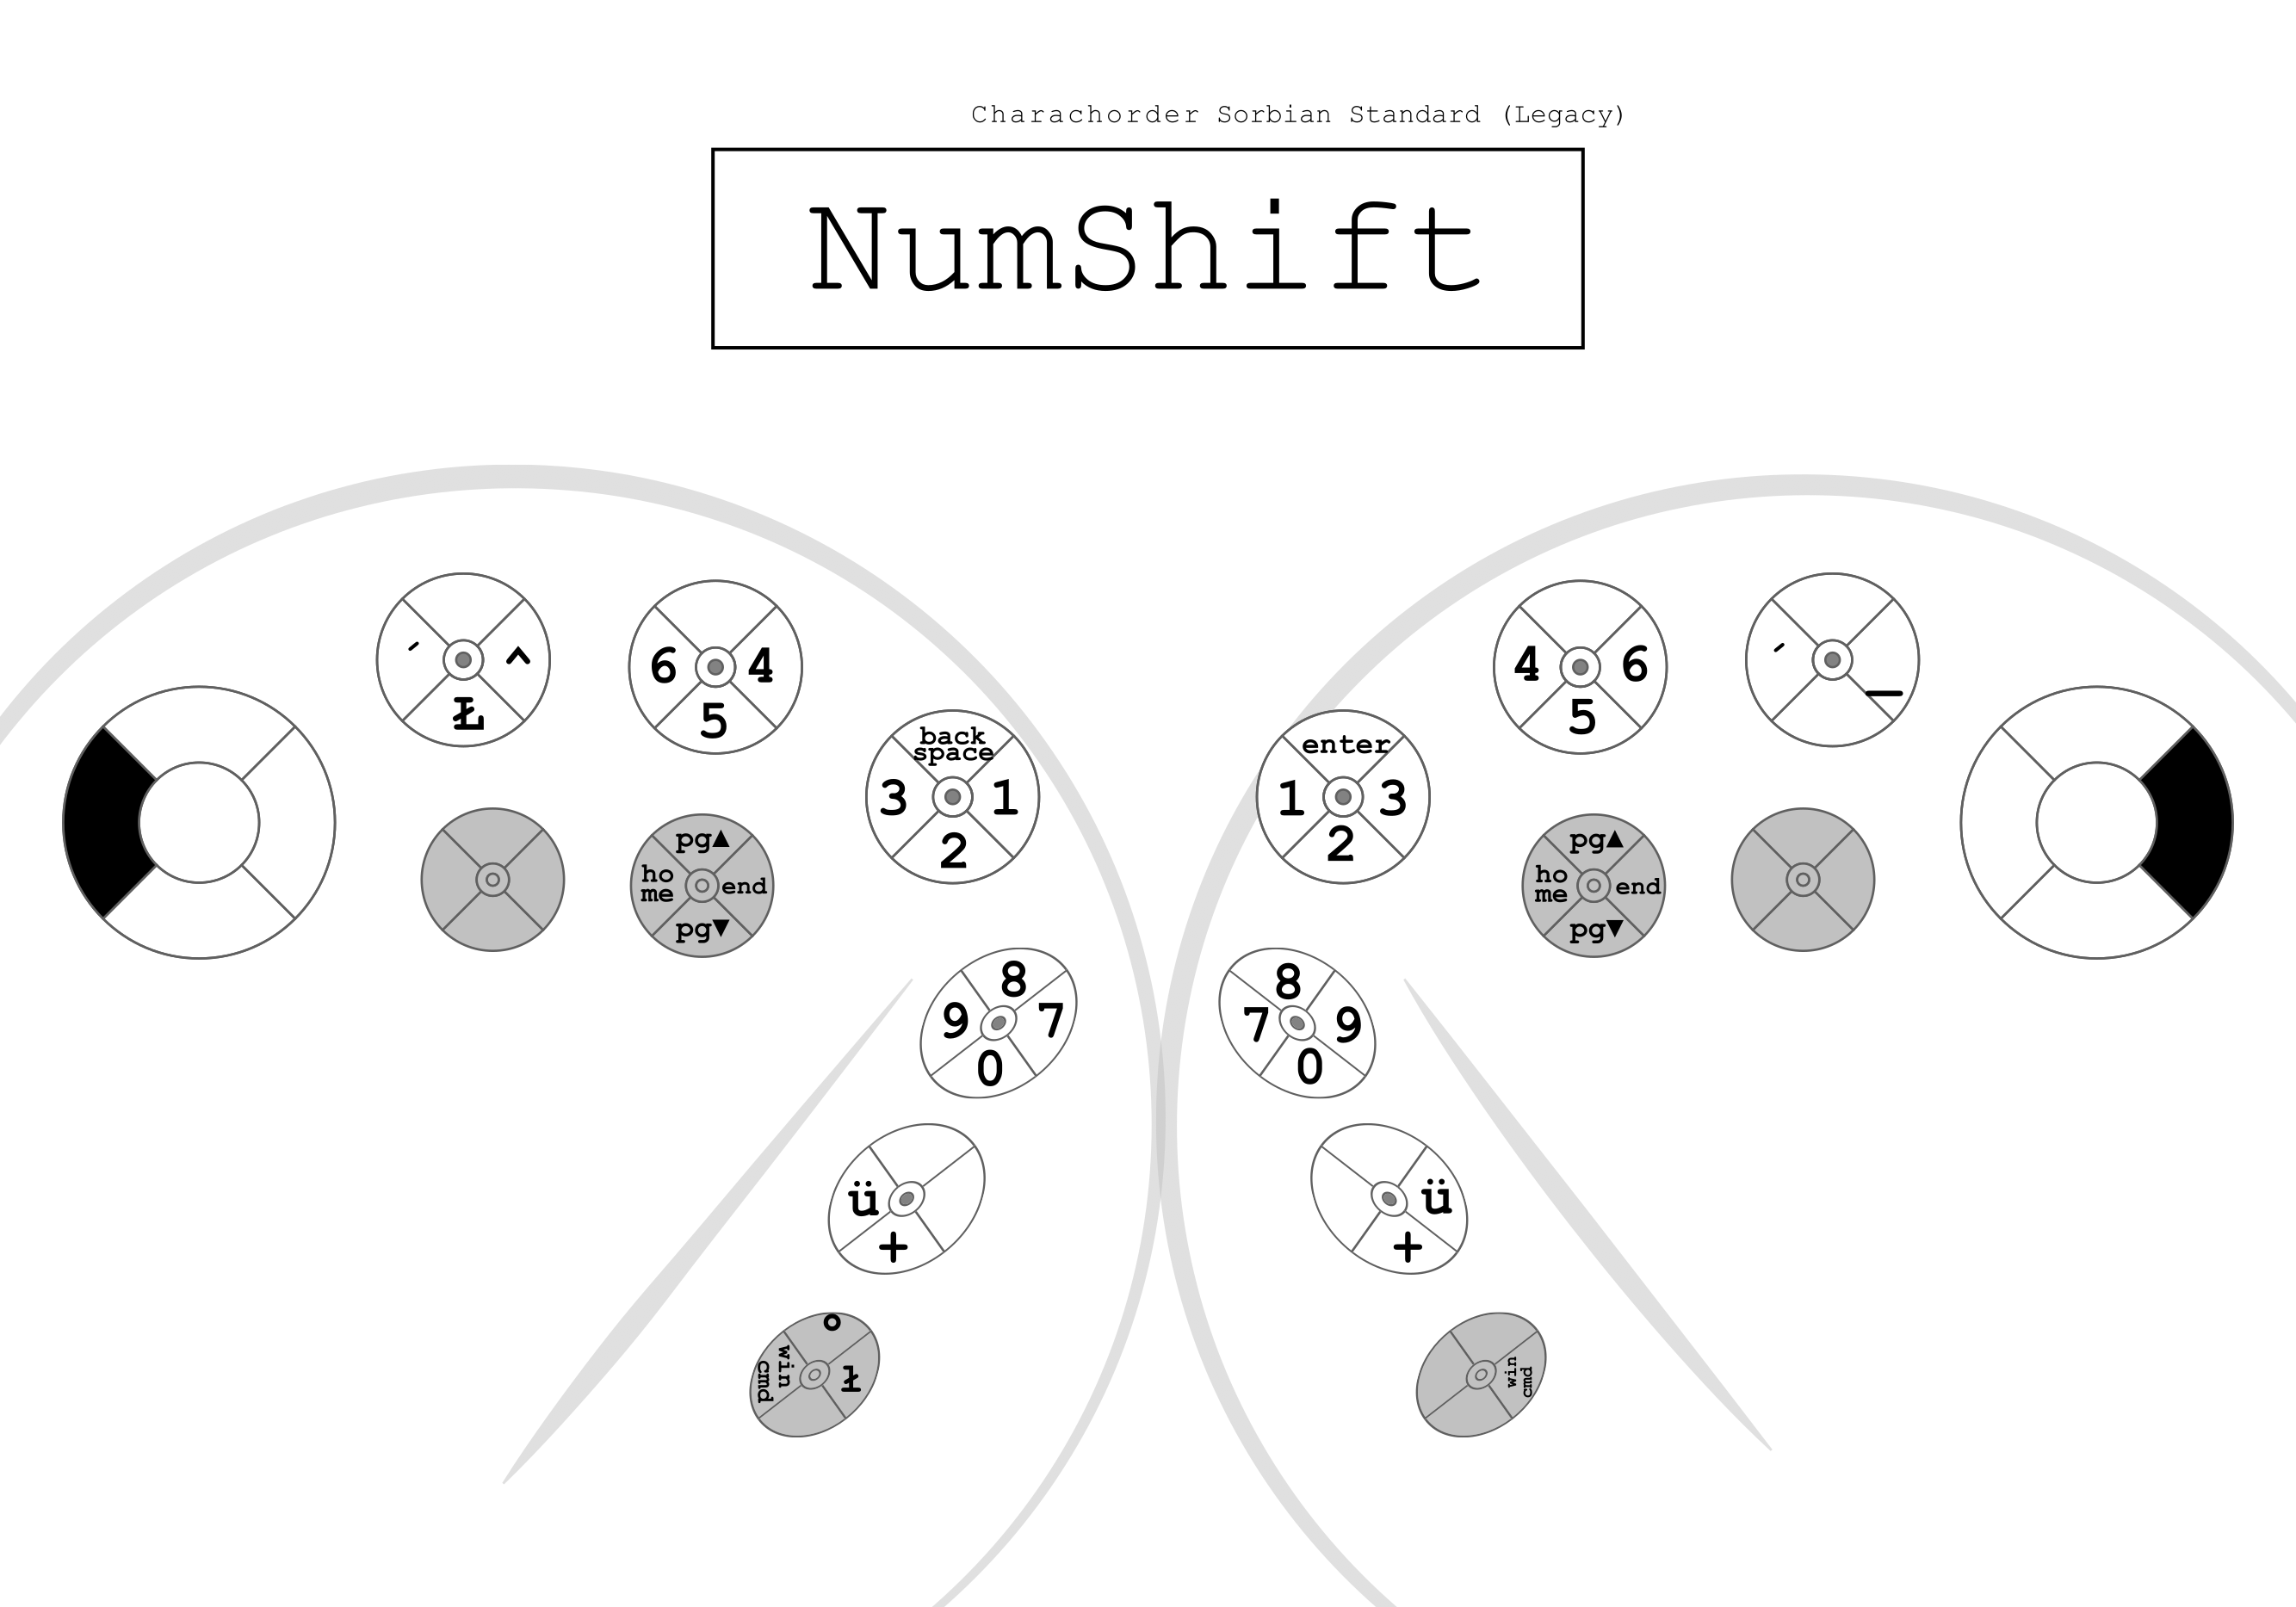 Charachorder Sorbian Standard (Legacy)
NumShift
´ ^
Ł
6 4
5
4 6
5
´ _
back
space
3 1
2
enter
1 3
2
pg▲
ho
me end
pg▼
pg▲
ho
me end
pg▼
8
9 7
0
8
7 9
0
ü
+
ü
+
°
win
cmd
ł
win
cmd